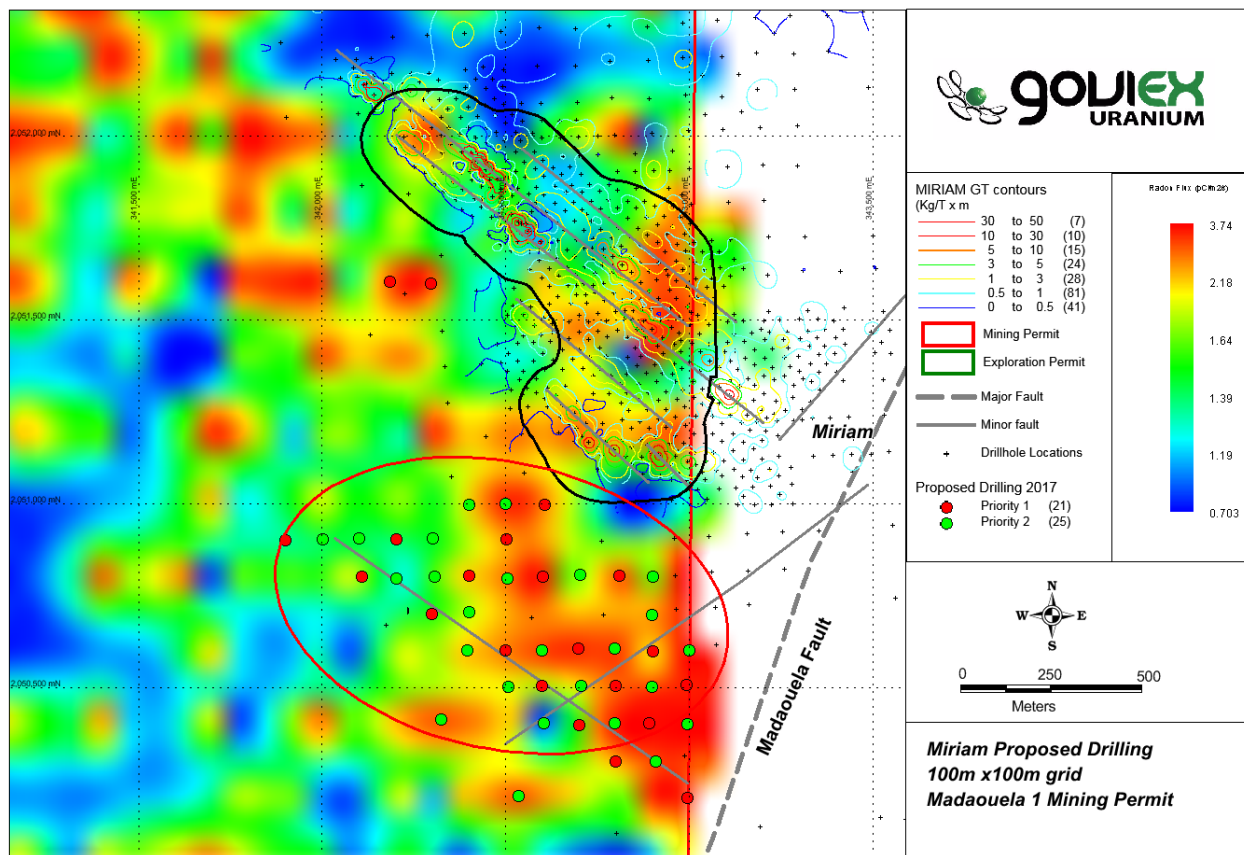 2,052,000 mN
2,051,500 mN
2,051,000 mN
2,050,500 mN
341,500 mE
342,000 mE
343,500 mE
Miriam
Madaouela Fault
goviex
URANIUM
MIRIAM GT contours
(Kg/T x m
30 to 50 (7)
10 to 30 (10)
5 to 10 (15)
3 to 5 (24)
1 to 3 (28)
0.5 to 1 (81)
0 to 0.5 (41)
Mining Permit
Exploration Permit
Major Fault
Minor fault
Drillhole Locations
Proposed Drilling 2017
Priority 1 (21)
Priority 2 (25)
3.74
2.18
1.64
1.39
1.19
0.703
N
W E
S
0 250 500
Meters
Miriam Proposed Drilling
100m x100m grid
Madaouela 1 Mining Permit